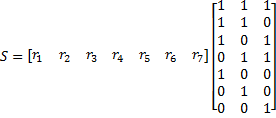 1 1 1
1 1 0
1 0 1
S = [r₁ r₂ r₃ r₄ r₅ r₆ r₇] 0 1 1
1 0 0
0 1 0
0 0 1